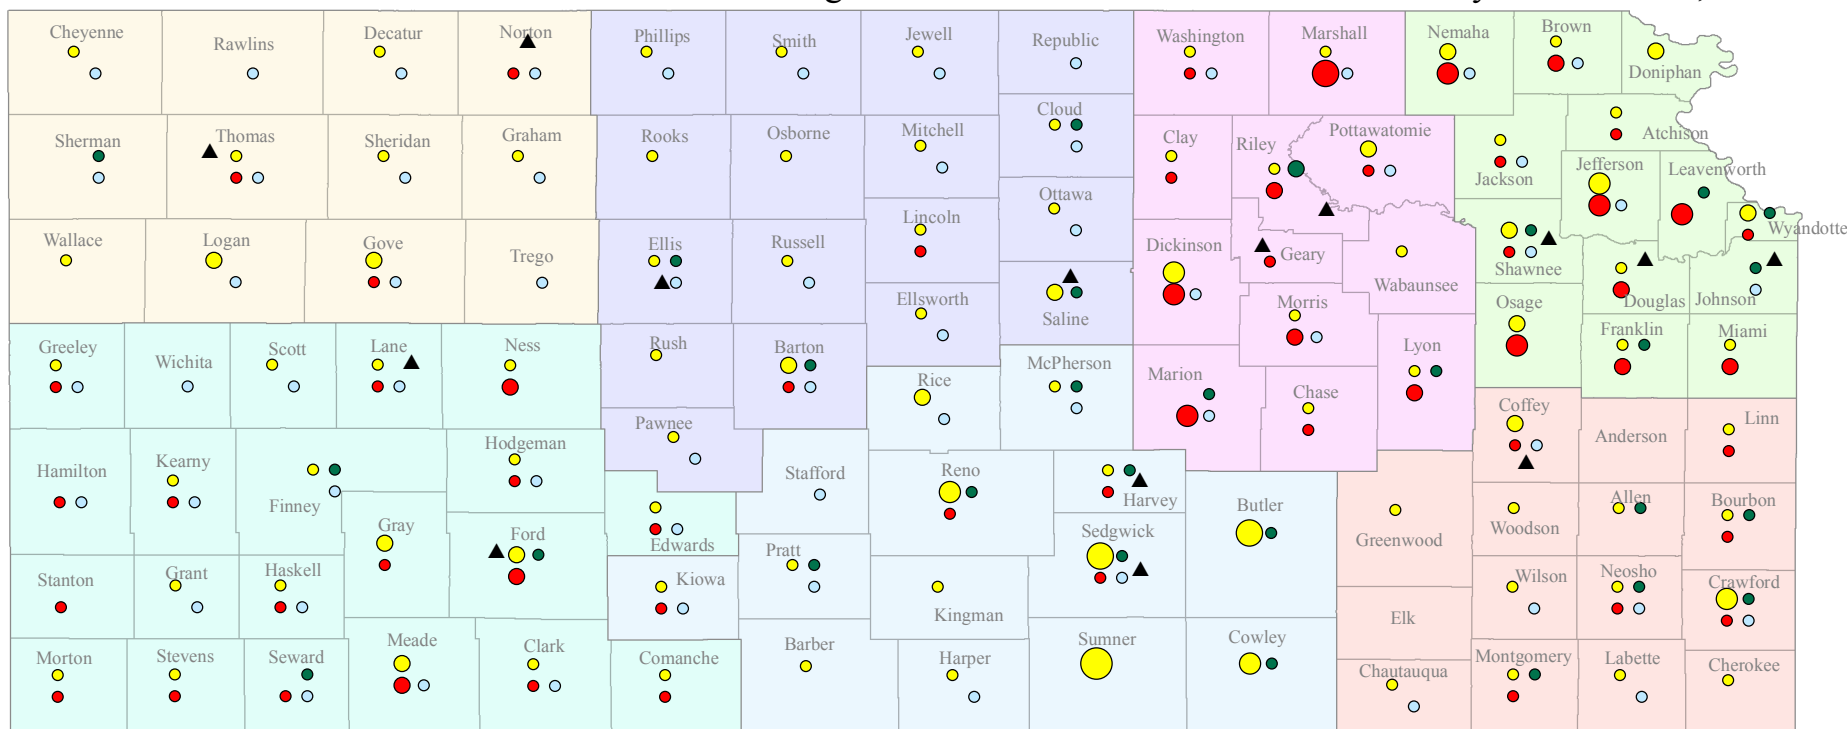 Cheyenne
Rawlins
Decatur
Norton
Phillips
Smith
Jewell
Republic
Washington
Marshall
Nemaha
Brown
Doniphan
Sherman
Thomas
Sheridan
Graham
Rooks
Osborne
Mitchell
Cloud
Clay
Riley
Pottawatomie
Jackson
Atchison
Jefferson
Leavenworth
Wyandotte
Wallace
Logan
Gove
Trego
Ellis
Russell
Lincoln
Ottawa
Dickinson
Geary
Wabaunsee
Shawnee
Douglas
Johnson
Ellsworth
Saline
Morris
Osage
Franklin
Miami
Greeley
Wichita
Scott
Lane
Ness
Rush
Barton
Rice
McPherson
Marion
Chase
Lyon
Coffey
Anderson
Linn
Hamilton
Kearny
Finney
Hodgeman
Pawnee
Stafford
Reno
Harvey
Butler
Greenwood
Woodson
Allen
Bourbon
Gray
Ford
Edwards
Pratt
Sedgwick
Stanton
Grant
Haskell
Kiowa
Kingman
Wilson
Neosho
Crawford
Elk
Morton
Stevens
Seward
Meade
Clark
Comanche
Barber
Harper
Sumner
Cowley
Chautauqua
Montgomery
Labette
Cherokee